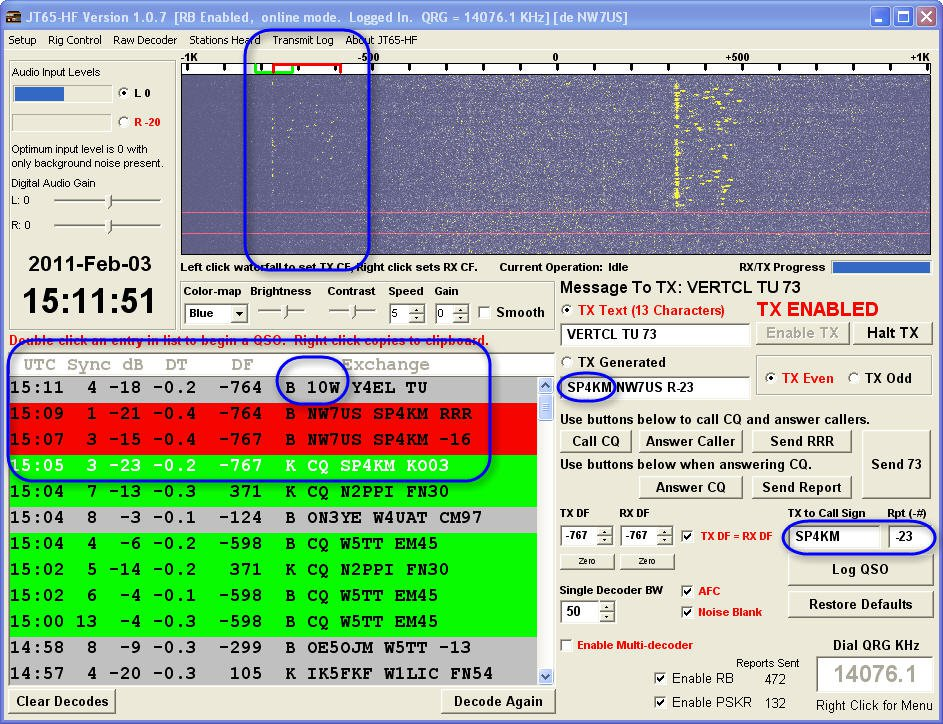 JT65-HF Version 1.0.7 [RB Enabled, online mode. Logged In. QRG = 14076.1 KHz] [de NW7US]
Setup Rig Control Raw Decoder Stations Heard Transmit Log About JT65-HF
-1K -500 0 +500 +1K
Audio Input Levels
L 0
R -20
Optimum input level is 0 with
only background noise present.
Digital Audio Gain
L: 0
R: 0
2011-Feb-03
15:11:51
Left click waterfall to set TX CF, Right click sets RX CF. Current Operation: Idle RX/TX Progress
Color-map Brightness Contrast Speed Gain
Blue 5 0 Smooth
Message To TX: VERTCL TU 73
TX Text (13 Characters) TX ENABLED
VERTCL TU 73 Enable TX Halt TX
TX Generated
SP4KM NW7US R-23 TX Even TX Odd
Double click an entry in list to begin a QSO. Right click copies to clipboard.
UTC Sync dB DT DF Exchange
15:11 4 -18 -0.2 -764 B 10W Y4EL TU
15:09 1 -21 -0.4 -764 B NW7US SP4KM RRR
15:07 3 -15 -0.4 -767 B NW7US SP4KM -16
15:05 3 -23 -0.2 -767 K CQ SP4KM KO03
15:04 7 -13 -0.3 371 K CQ N2PPI FN30
15:04 8 -3 -0.1 -124 B ON3YE W4UAT CM97
15:04 4 -6 -0.2 -598 B CQ W5TT EM45
15:02 5 -14 -0.2 371 K CQ N2PPI FN30
15:02 6 -4 -0.1 -598 B CQ W5TT EM45
15:00 13 -4 -0.3 -598 B CQ W5TT EM45
14:58 8 -9 -0.3 -299 B OE5OJM W5TT -13
14:57 4 -20 -0.3 105 K IK5FKF W1LIC FN54
Clear Decodes Decode Again
Use buttons below to call CQ and answer callers.
Call CQ Answer Caller Send RRR
Use buttons below when answering CQ.
Send 73
Answer CQ Send Report
TX DF RX DF TX to Call Sign Rpt (-#)
-767 -767 TX DF = RX DF SP4KM -23
Zero Zero
Log QSO
Single Decoder BW AFC
50 Noise Blank
Restore Defaults
Enable Multi-decoder Dial QRG KHz
Reports Sent
Enable RB 472
14076.1
Enable PSKR 132
Right Click for Menu